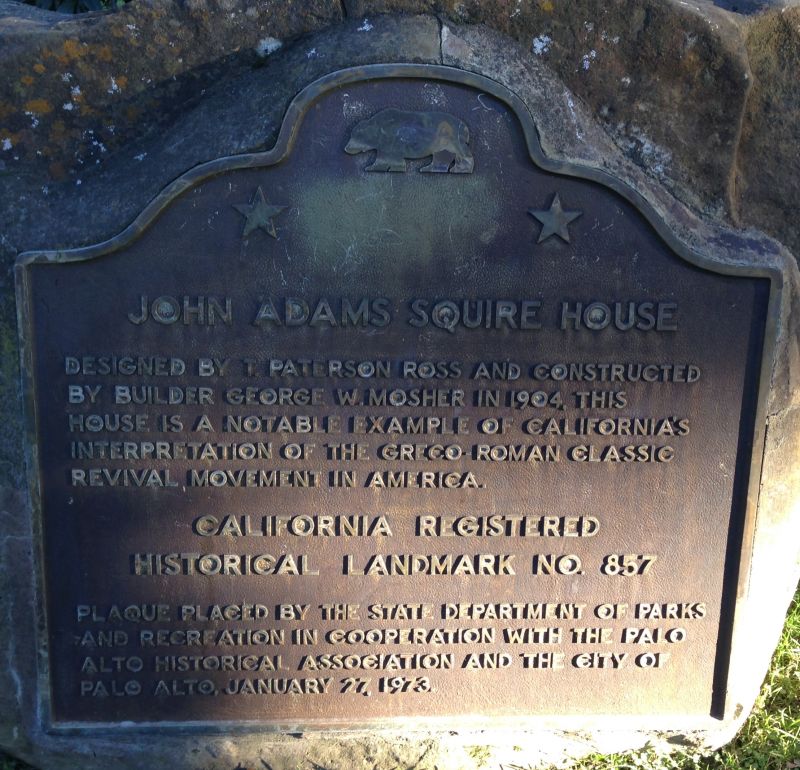 JOHN ADAMS SQUIRE HOUSE
DESIGNED BY T. PATERSON ROSS AND CONSTRUCTED
BY BUILDER GEORGE W. MOSHER IN 1904, THIS
HOUSE IS A NOTABLE EXAMPLE OF CALIFORNIA'S
INTERPRETATION OF THE GRECO-ROMAN CLASSIC
REVIVAL MOVEMENT IN AMERICA.
CALIFORNIA REGISTERED
HISTORICAL LANDMARK NO. 857
PLAQUE PLACED BY THE STATE DEPARTMENT OF PARKS
AND RECREATION IN COOPERATION WITH THE PALO
ALTO HISTORICAL ASSOCIATION AND THE CITY OF
PALO ALTO, JANUARY 27, 1973.